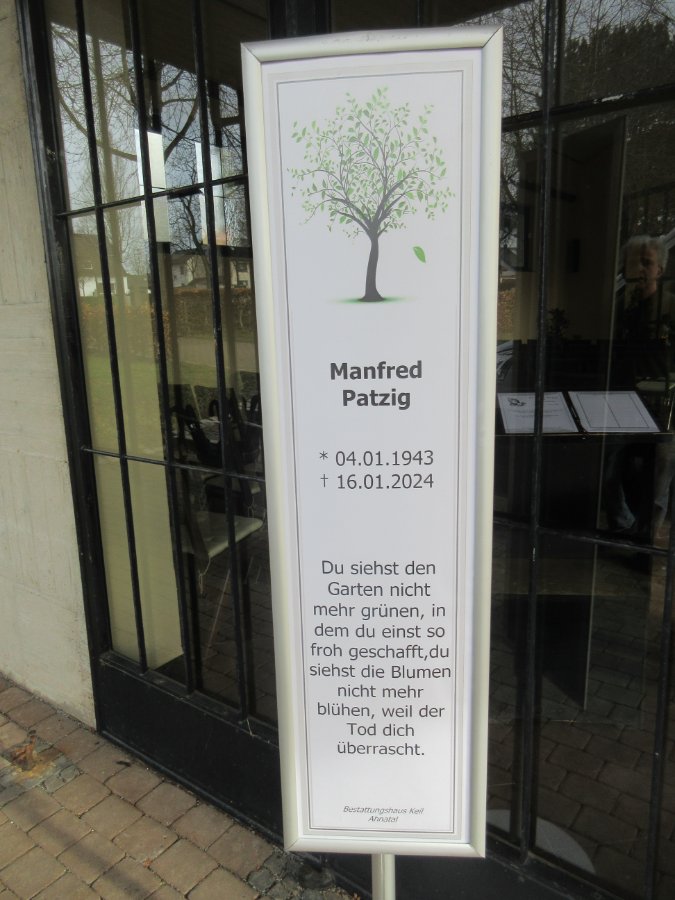 Manfred
Patzig
* 04.01.1943
† 16.01.2024
Du siehst den
Garten nicht
mehr grünen, in
dem du einst so
froh geschafft,du
siehst die Blumen
nicht mehr
blühen, weil der
Tod dich
überrascht.
Bestattungshaus Keil
Ahnatal